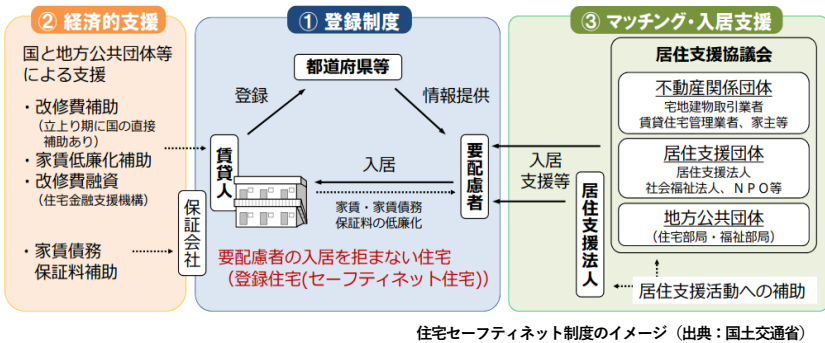 ② 経済的支援
国と地方公共団体等
による支援
・改修費補助
（立上り期に国の直接
補助あり）
・家賃低廉化補助
・改修費融資
（住宅金融支援機構）
・家賃債務
保証料補助
保証会社
① 登録制度
都道府県等
登録
情報提供
賃貸人
入居
家賃・家賃債務
保証料の低廉化
要配慮者
要配慮者の入居を拒まない住宅
（登録住宅(セーフティネット住宅)）
③ マッチング・入居支援
入居
支援等
居住支援法人
居住支援協議会
不動産関係団体
宅地建物取引業者
賃貸住宅管理業者、家主等
居住支援団体
居住支援法人
社会福祉法人、ＮＰＯ等
地方公共団体
（住宅部局・福祉部局）
居住支援活動への補助
住宅セーフティネット制度のイメージ（出典：国土交通省）